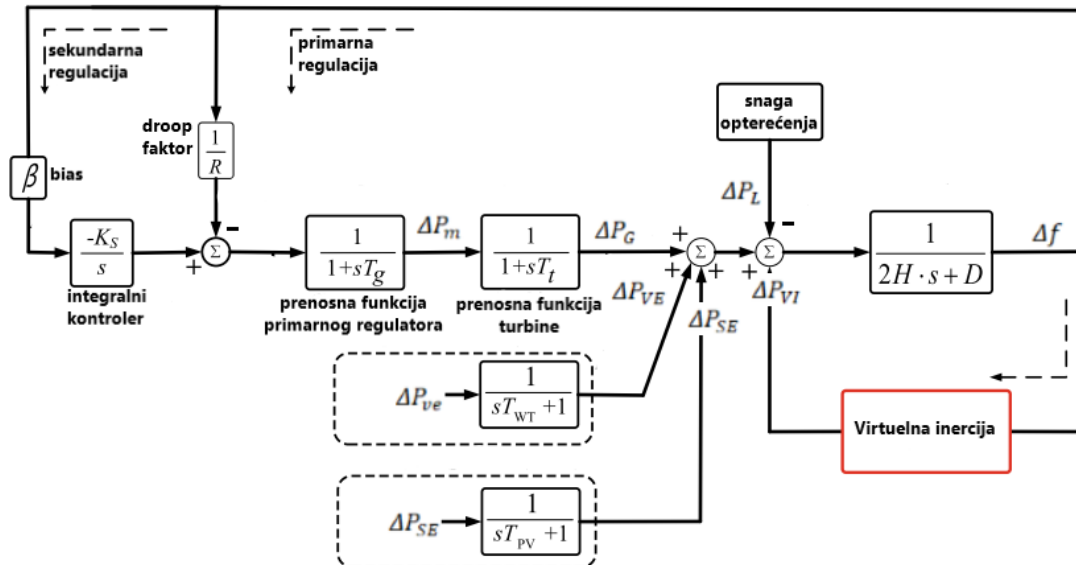 sekundarna
regulacija
primarna
regulacija
droop
faktor
1
R
β
bias
-K_S
s
integralni
kontroler
Σ
-
+
1
1+sT_g
prenosna funkcija
primarnog regulatora
ΔP_m
1
1+sT_t
prenosna funkcija
turbine
ΔP_G
+
+
+
Σ
ΔP_VE
ΔP_SE
snaga
opterećenja
ΔP_L
-
+
Σ
ΔP_VI
1
2H·s+D
Δf
Virtuelna inercija
ΔP_ve
1
sT_WT +1
ΔP_SE
1
sT_PV +1